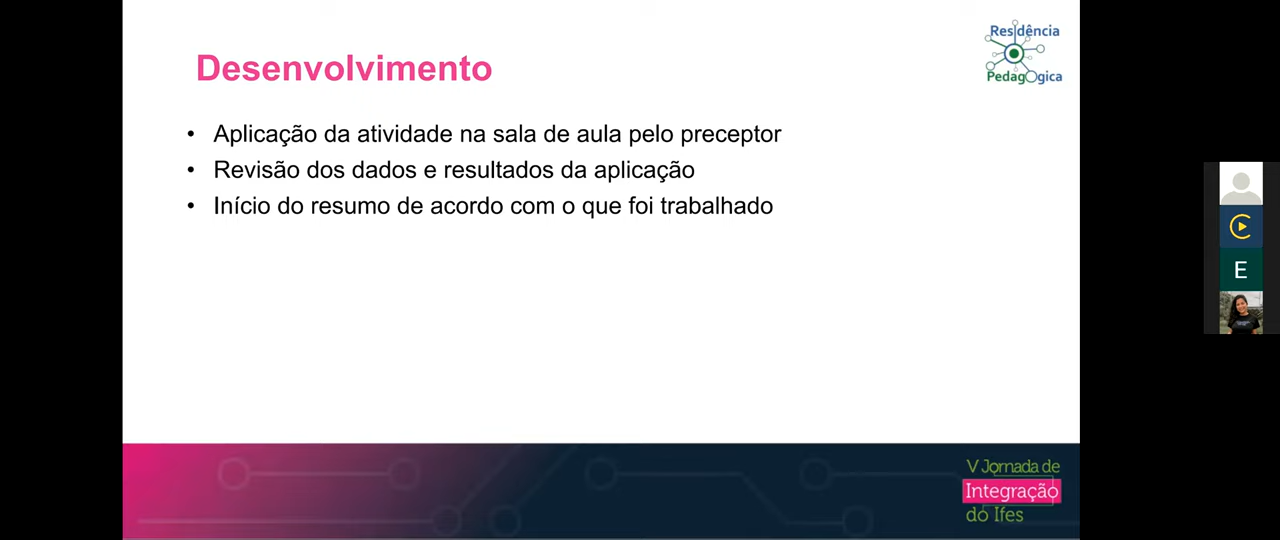 Desenvolvimento
Residência
Pedagógica
• Aplicação da atividade na sala de aula pelo preceptor
• Revisão dos dados e resultados da aplicação
• Início do resumo de acordo com o que foi trabalhado
E
V Jornada de
Integração
do Ifes